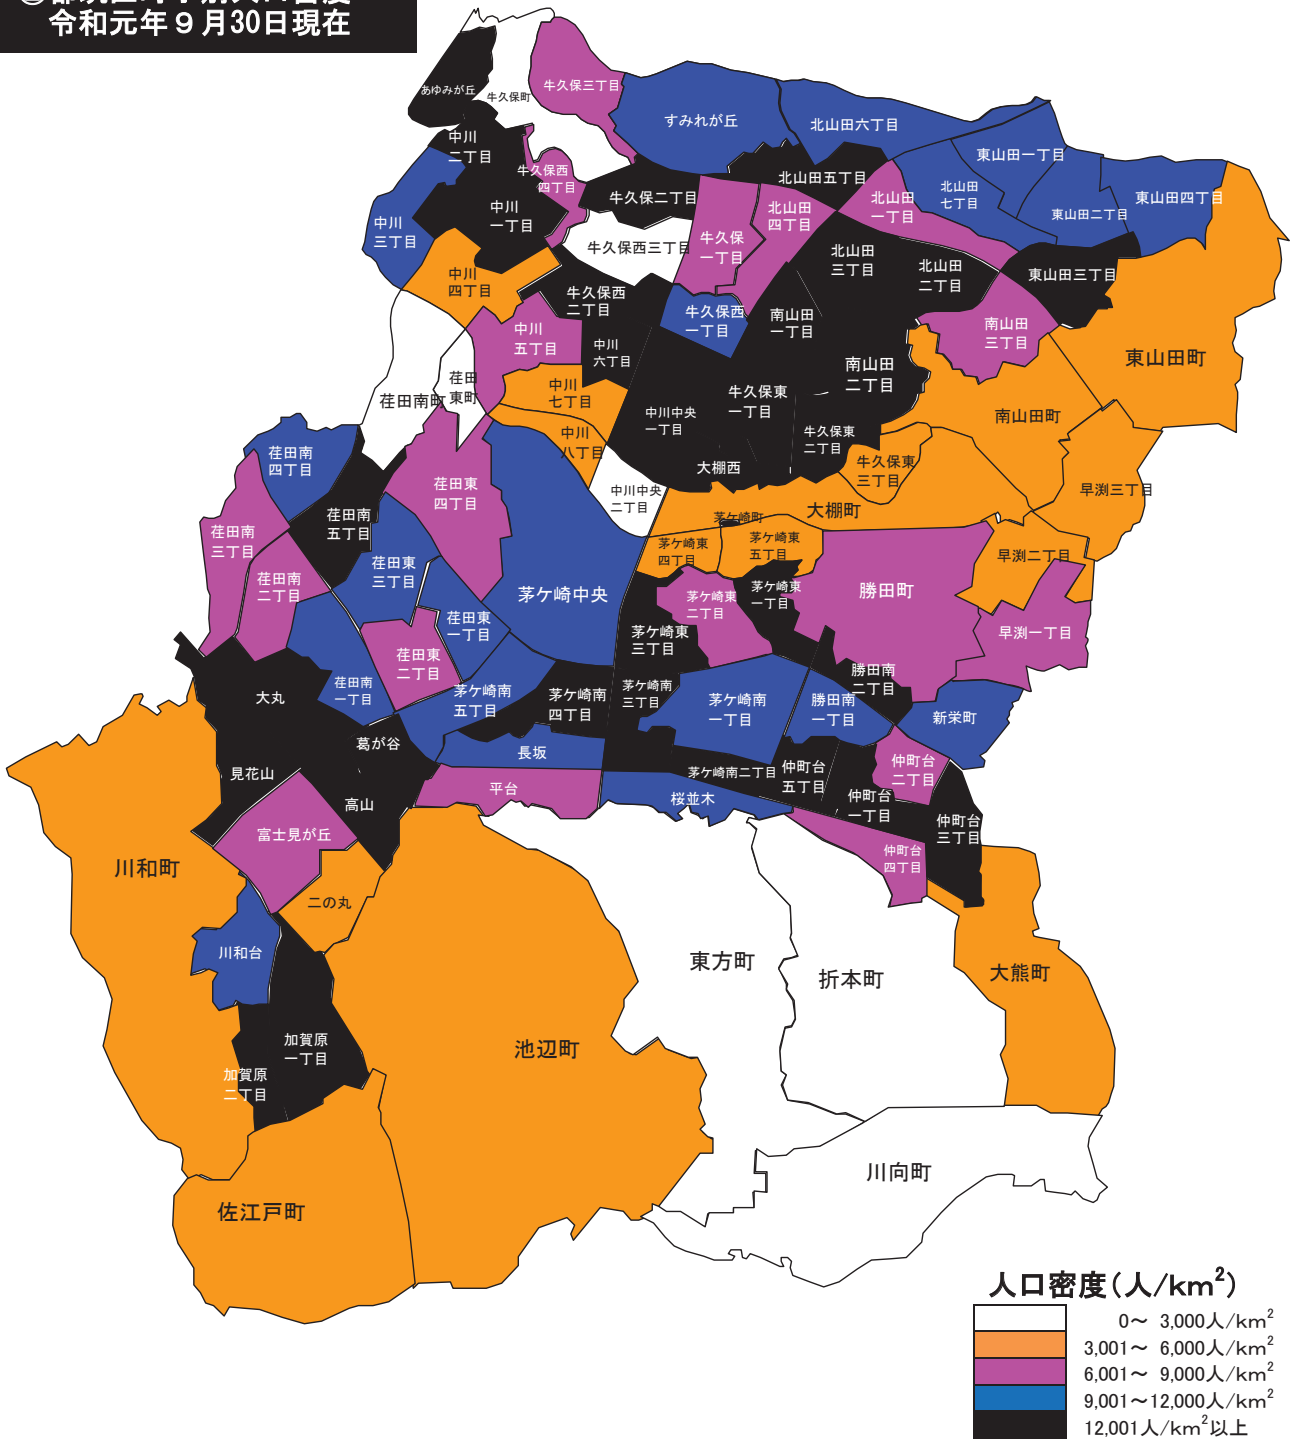 令和元年９月30日現在
あゆみが丘
牛久保町
牛久保三丁目
すみれが丘
北山田六丁目
東山田一丁目
中川
二丁目
牛久保西
四丁目
牛久保二丁目
北山田五丁目
北山田
一丁目
北山田
七丁目
東山田二丁目
東山田四丁目
中川
三丁目
中川
一丁目
牛久保西三丁目
牛久保
一丁目
北山田
四丁目
北山田
三丁目
北山田
二丁目
東山田三丁目
中川
四丁目
牛久保西
二丁目
牛久保西
一丁目
南山田
一丁目
南山田
三丁目
東山田町
中川
五丁目
中川
六丁目
南山田
二丁目
荏田南町
荏田
東町
中川
七丁目
中川中央
一丁目
牛久保東
一丁目
南山田町
荏田南
四丁目
中川
八丁目
大棚西
牛久保東
二丁目
牛久保東
三丁目
早渕三丁目
荏田南
三丁目
荏田南
五丁目
荏田東
四丁目
中川中央
二丁目
茅ケ崎町
大棚町
荏田南
二丁目
荏田東
三丁目
茅ケ崎中央
茅ケ崎東
四丁目
茅ケ崎東
五丁目
早渕二丁目
荏田東
一丁目
茅ケ崎東
二丁目
茅ケ崎東
一丁目
勝田町
早渕一丁目
荏田東
二丁目
茅ケ崎東
三丁目
大丸
荏田南
一丁目
茅ケ崎南
五丁目
茅ケ崎南
四丁目
茅ケ崎南
三丁目
茅ケ崎南
一丁目
勝田南
一丁目
勝田南
二丁目
新栄町
葛が谷
長坂
見花山
高山
平台
桜並木
茅ケ崎南二丁目
仲町台
五丁目
仲町台
一丁目
仲町台
二丁目
仲町台
三丁目
富士見が丘
川和町
二の丸
仲町台
四丁目
川和台
東方町
折本町
大熊町
加賀原
一丁目
加賀原
二丁目
池辺町
佐江戸町
川向町
人口密度(人/km²)
0～ 3,000人/km²
3,001～ 6,000人/km²
6,001～ 9,000人/km²
9,001～12,000人/km²
12,001人/km²以上